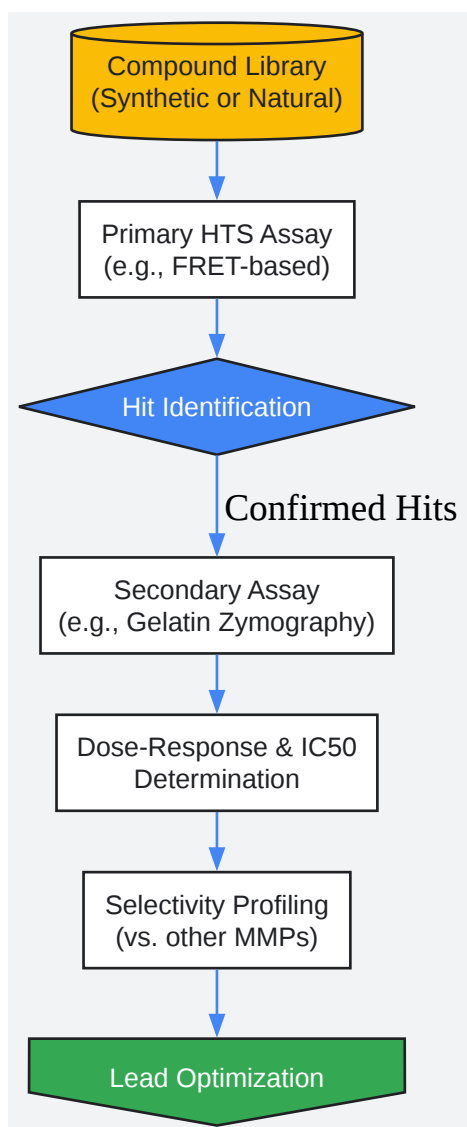 Compound Library
(Synthetic or Natural)
Primary HTS Assay
(e.g., FRET-based)
Hit Identification
Confirmed Hits
Secondary Assay
(e.g., Gelatin Zymography)
Dose-Response & IC50
Determination
Selectivity Profiling
(vs. other MMPs)
Lead Optimization